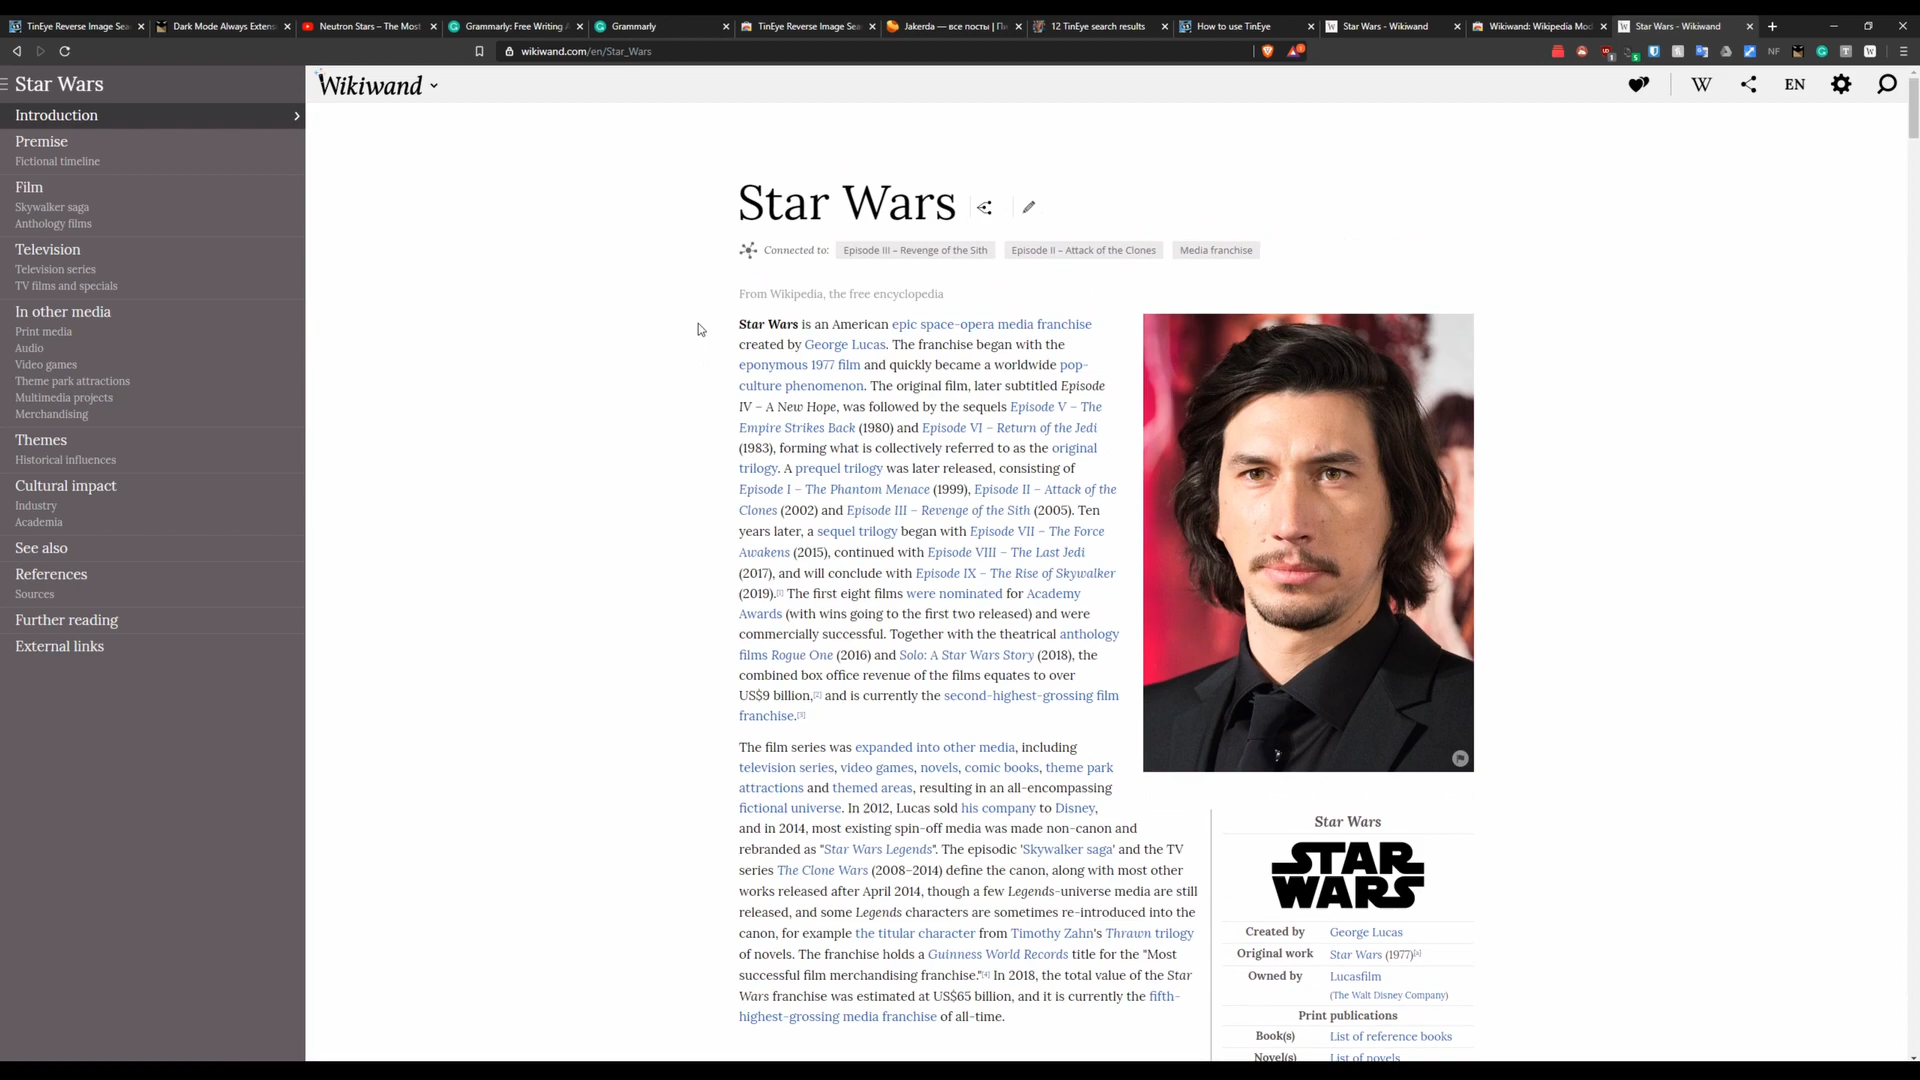 TinEye Reverse Image Sea
Dark Mode Always Extens
Neutron Stars – The Most
Grammarly: Free Writing A
Grammarly
TinEye Reverse Image Sea
Jakerda — все посты | Пи
12 TinEye search results
How to use TinEye
Star Wars - Wikiwand
Wikiwand: Wikipedia Mod
Star Wars - Wikiwand
wikiwand.com/en/Star_Wars
NF
Star Wars
Introduction
Premise
Fictional timeline
Film
Skywalker saga
Anthology films
Television
Television series
TV films and specials
In other media
Print media
Audio
Video games
Theme park attractions
Multimedia projects
Merchandising
Themes
Historical influences
Cultural impact
Industry
Academia
See also
References
Sources
Further reading
External links
Wikiwand
W
EN
Star Wars
Connected to: Episode III – Revenge of the Sith Episode II – Attack of the Clones Media franchise
From Wikipedia, the free encyclopedia
Star Wars is an American epic space-opera media franchise
created by George Lucas. The franchise began with the
eponymous 1977 film and quickly became a worldwide pop-
culture phenomenon. The original film, later subtitled Episode
IV – A New Hope, was followed by the sequels Episode V – The
Empire Strikes Back (1980) and Episode VI – Return of the Jedi
(1983), forming what is collectively referred to as the original
trilogy. A prequel trilogy was later released, consisting of
Episode I – The Phantom Menace (1999), Episode II – Attack of the
Clones (2002) and Episode III – Revenge of the Sith (2005). Ten
years later, a sequel trilogy began with Episode VII – The Force
Awakens (2015), continued with Episode VIII – The Last Jedi
(2017), and will conclude with Episode IX – The Rise of Skywalker
(2019).[1] The first eight films were nominated for Academy
Awards (with wins going to the first two released) and were
commercially successful. Together with the theatrical anthology
films Rogue One (2016) and Solo: A Star Wars Story (2018), the
combined box office revenue of the films equates to over
US$9 billion,[2] and is currently the second-highest-grossing film
franchise.[3]
The film series was expanded into other media, including
television series, video games, novels, comic books, theme park
attractions and themed areas, resulting in an all-encompassing
fictional universe. In 2012, Lucas sold his company to Disney,
and in 2014, most existing spin-off media was made non-canon and
rebranded as "Star Wars Legends". The episodic 'Skywalker saga' and the TV
series The Clone Wars (2008–2014) define the canon, along with most other
works released after April 2014, though a few Legends-universe media are still
released, and some Legends characters are sometimes re-introduced into the
canon, for example the titular character from Timothy Zahn's Thrawn trilogy
of novels. The franchise holds a Guinness World Records title for the "Most
successful film merchandising franchise."[4] In 2018, the total value of the Star
Wars franchise was estimated at US$65 billion, and it is currently the fifth-
highest-grossing media franchise of all-time.
Star Wars
STAR
WARS
Created by George Lucas
Original work Star Wars (1977)[a]
Owned by Lucasfilm
(The Walt Disney Company)
Print publications
Book(s) List of reference books
Novel(s) List of novels